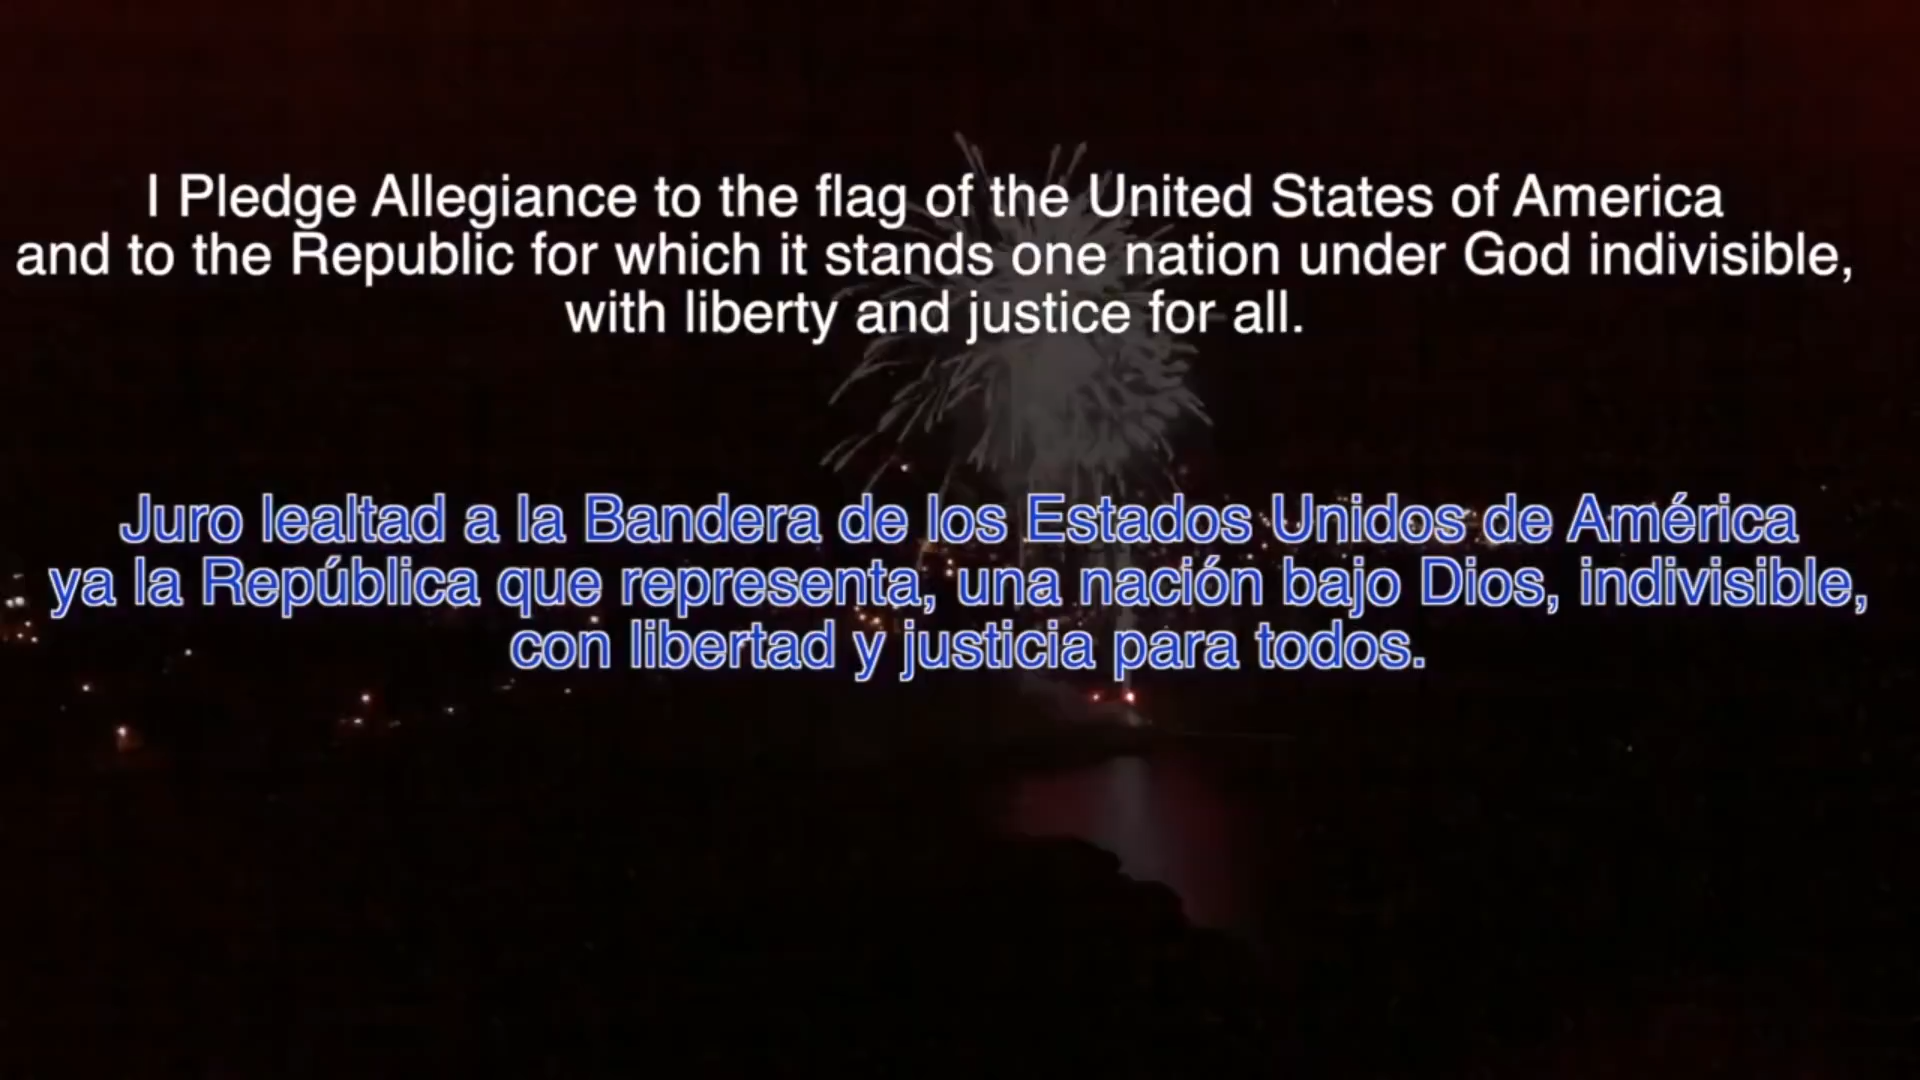 I Pledge Allegiance to the flag of the United States of America
and to the Republic for which it stands one nation under God indivisible,
with liberty and justice for all.
Juro lealtad a la Bandera de los Estados Unidos de América
ya la República que representa, una nación bajo Dios, indivisible,
con libertad y justicia para todos.